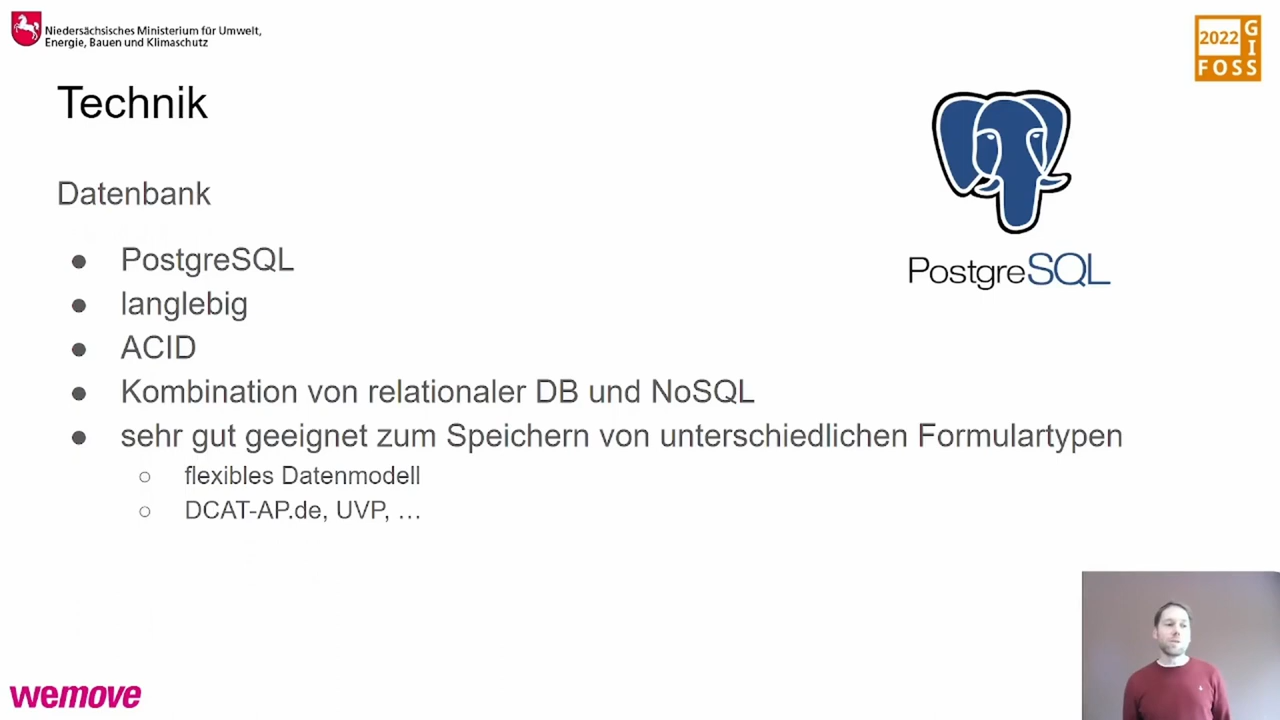 Niedersächsisches Ministerium für Umwelt,
Energie, Bauen und Klimaschutz
2022
GI
FOSS
Technik
PostgreSQL
Datenbank
● PostgreSQL
● langlebig
● ACID
● Kombination von relationaler DB und NoSQL
● sehr gut geeignet zum Speichern von unterschiedlichen Formulartypen
○ flexibles Datenmodell
○ DCAT-AP.de, UVP, …
wemove